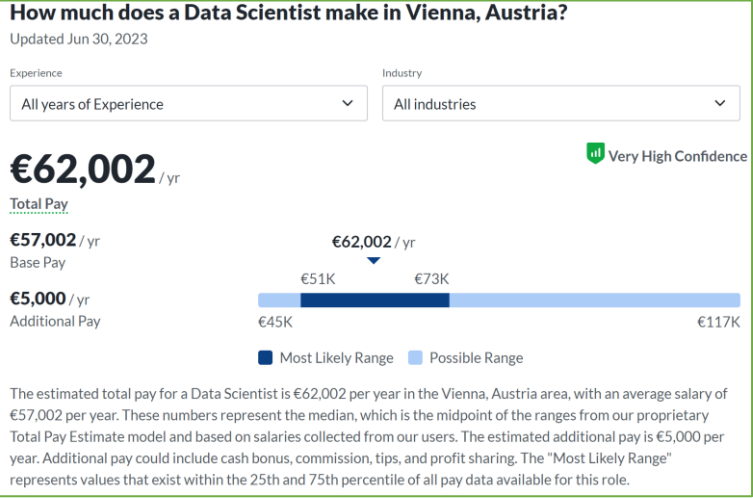 How much does a Data Scientist make in Vienna, Austria?
Updated Jun 30, 2023
Experience
Industry
All years of Experience
All industries
€62,002 / yr
Very High Confidence
Total Pay
€57,002 / yr
Base Pay
€62,002 / yr
€51K
€73K
€5,000 / yr
Additional Pay
€45K
€117K
Most Likely Range
Possible Range
The estimated total pay for a Data Scientist is €62,002 per year in the Vienna, Austria area, with an average salary of
€57,002 per year. These numbers represent the median, which is the midpoint of the ranges from our proprietary
Total Pay Estimate model and based on salaries collected from our users. The estimated additional pay is €5,000 per
year. Additional pay could include cash bonus, commission, tips, and profit sharing. The "Most Likely Range"
represents values that exist within the 25th and 75th percentile of all pay data available for this role.